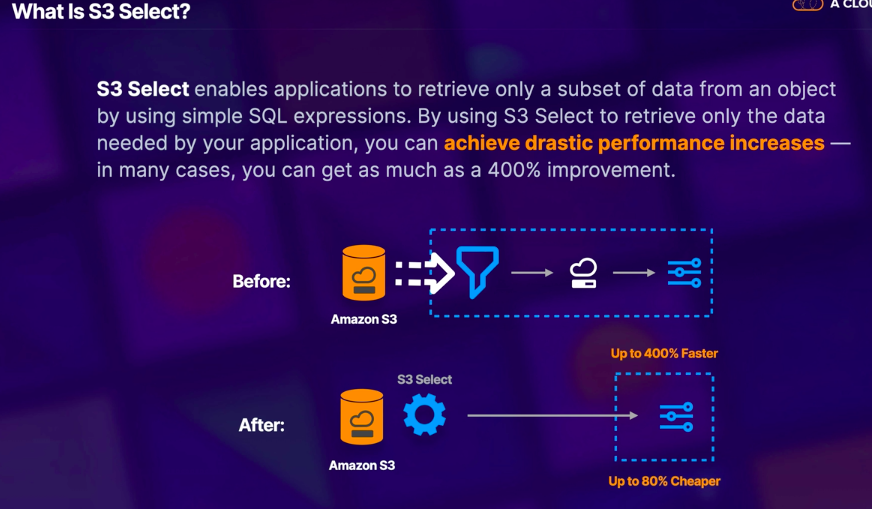 What Is S3 Select?
A CLOU
S3 Select enables applications to retrieve only a subset of data from an object
by using simple SQL expressions. By using S3 Select to retrieve only the data
needed by your application, you can achieve drastic performance increases —
in many cases, you can get as much as a 400% improvement.
Before:
Amazon S3
Up to 400% Faster
S3 Select
After:
Amazon S3
Up to 80% Cheaper